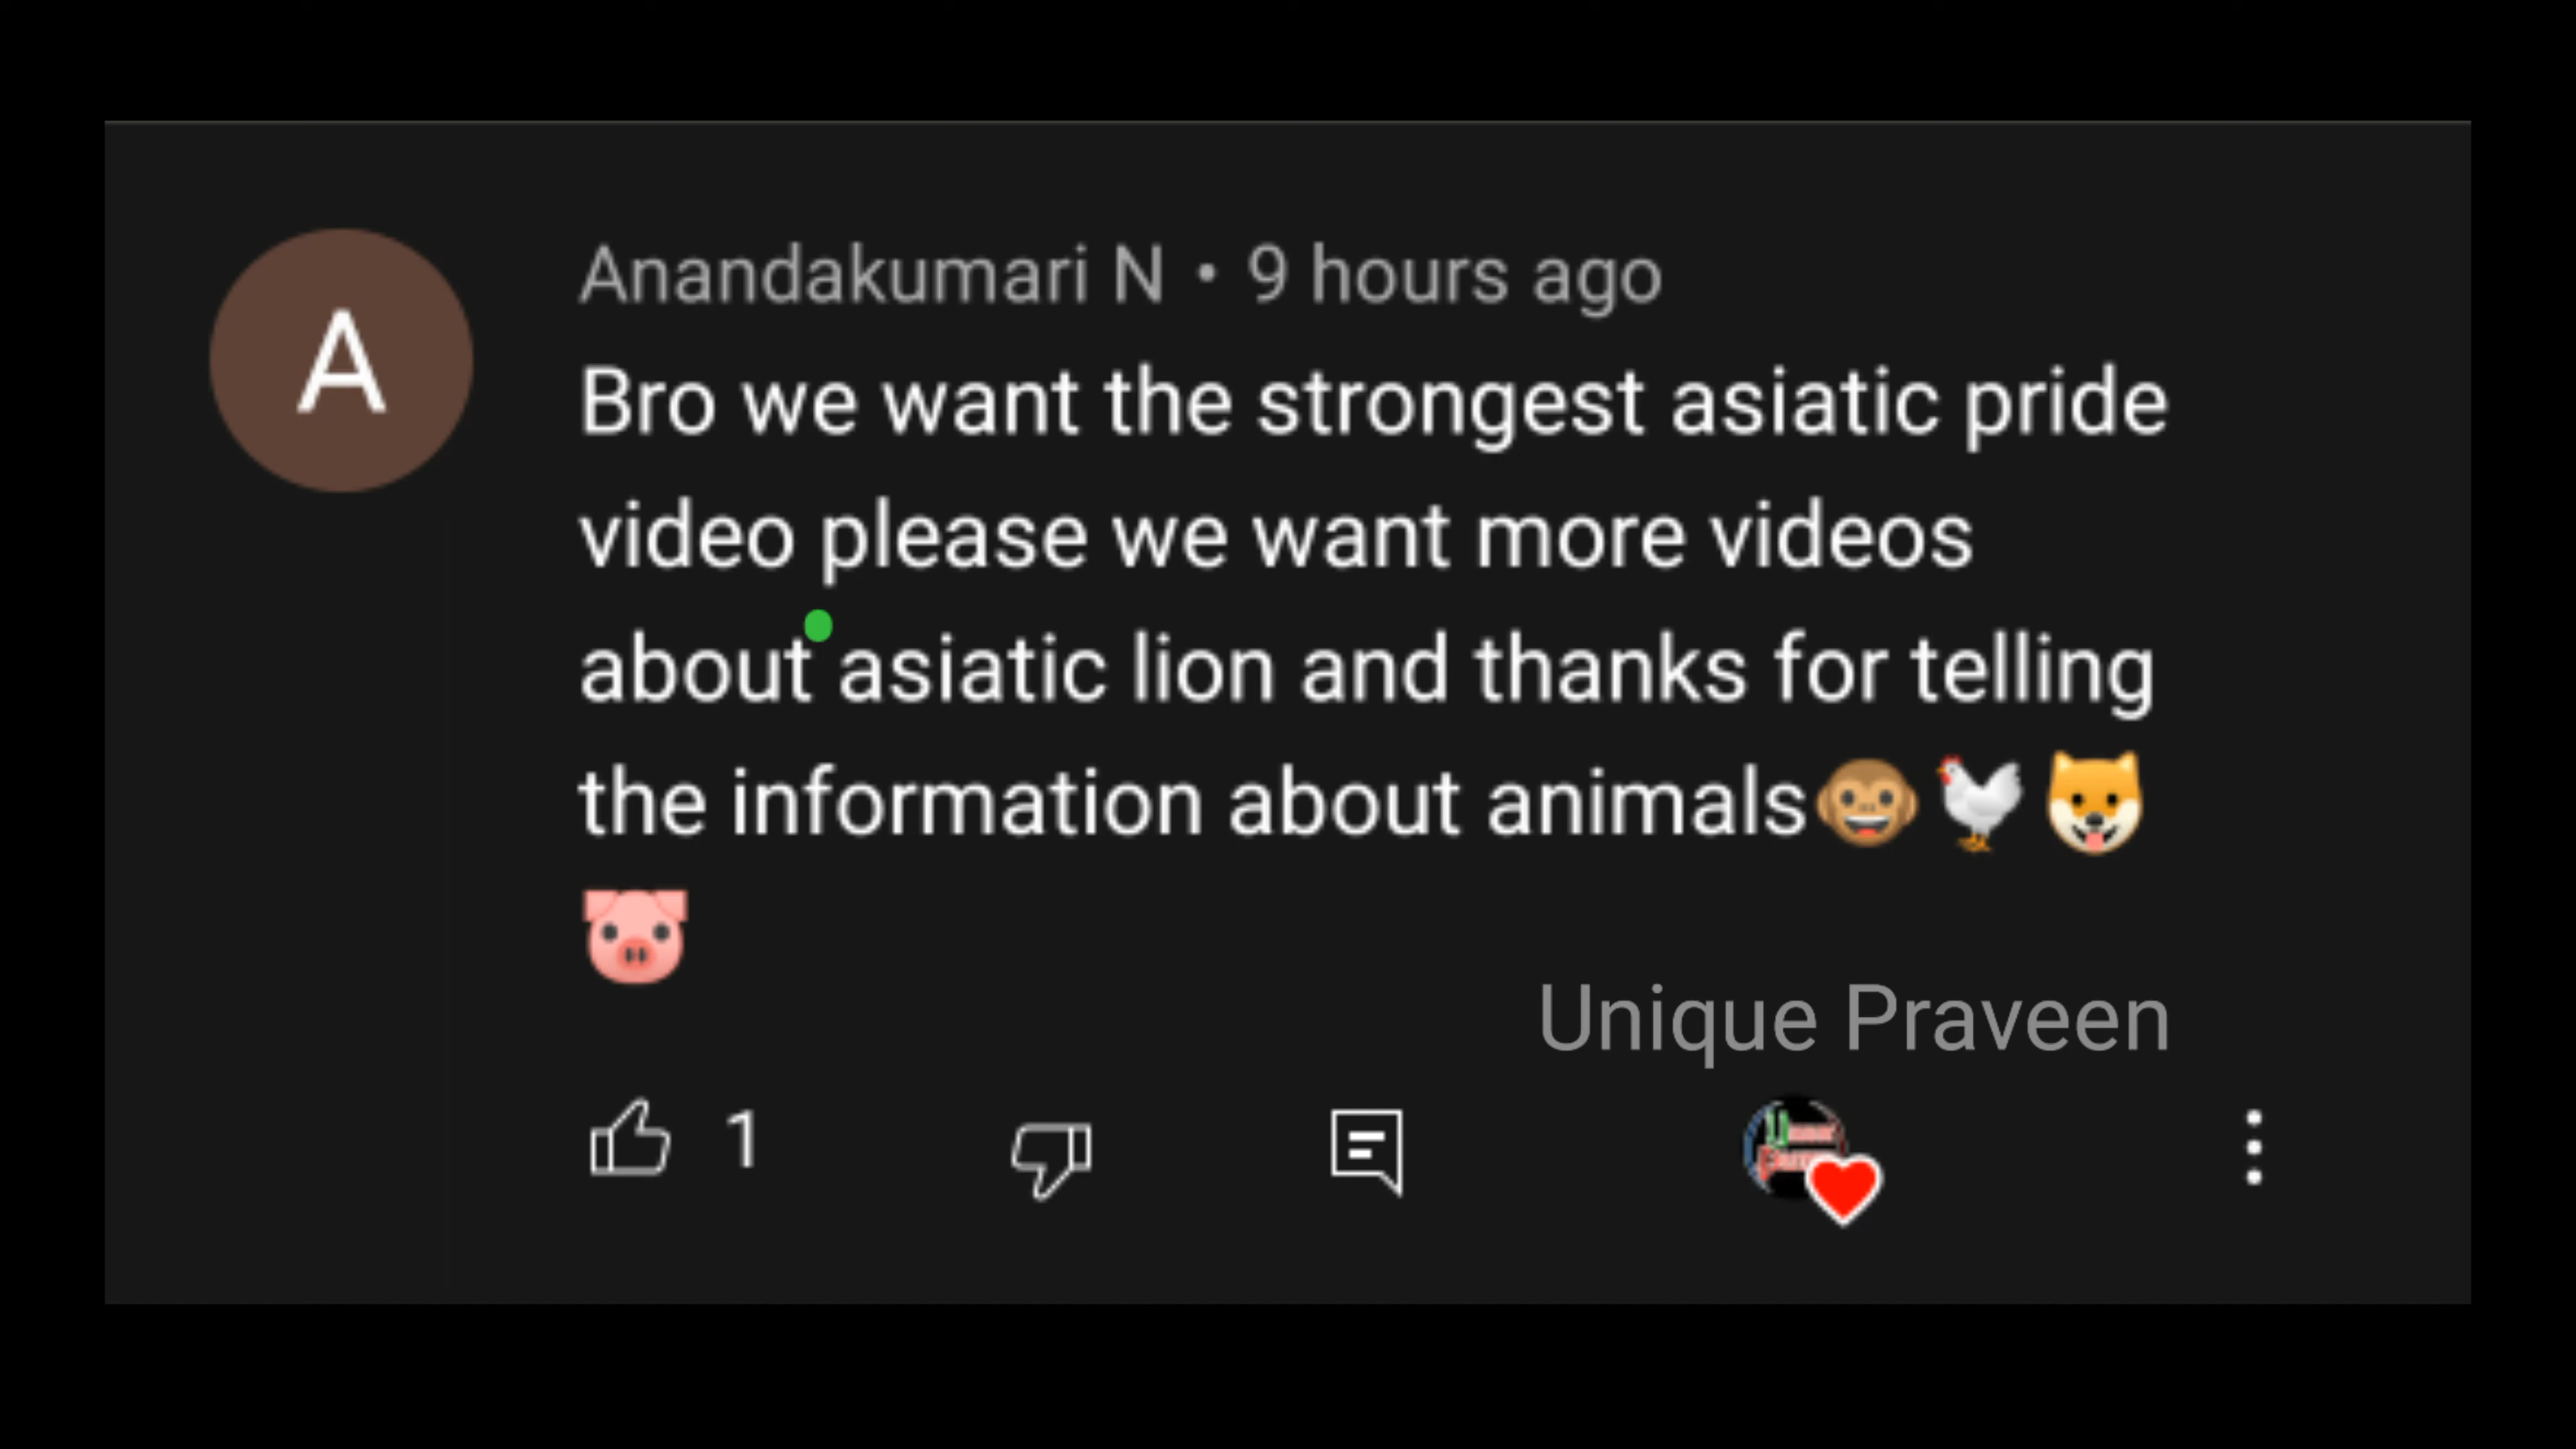 A
Anandakumari N • 9 hours ago
Bro we want the strongest asiatic pride
video please we want more videos
about asiatic lion and thanks for telling
the information about animals🐵🐓🐶
🐷
Unique Praveen
1